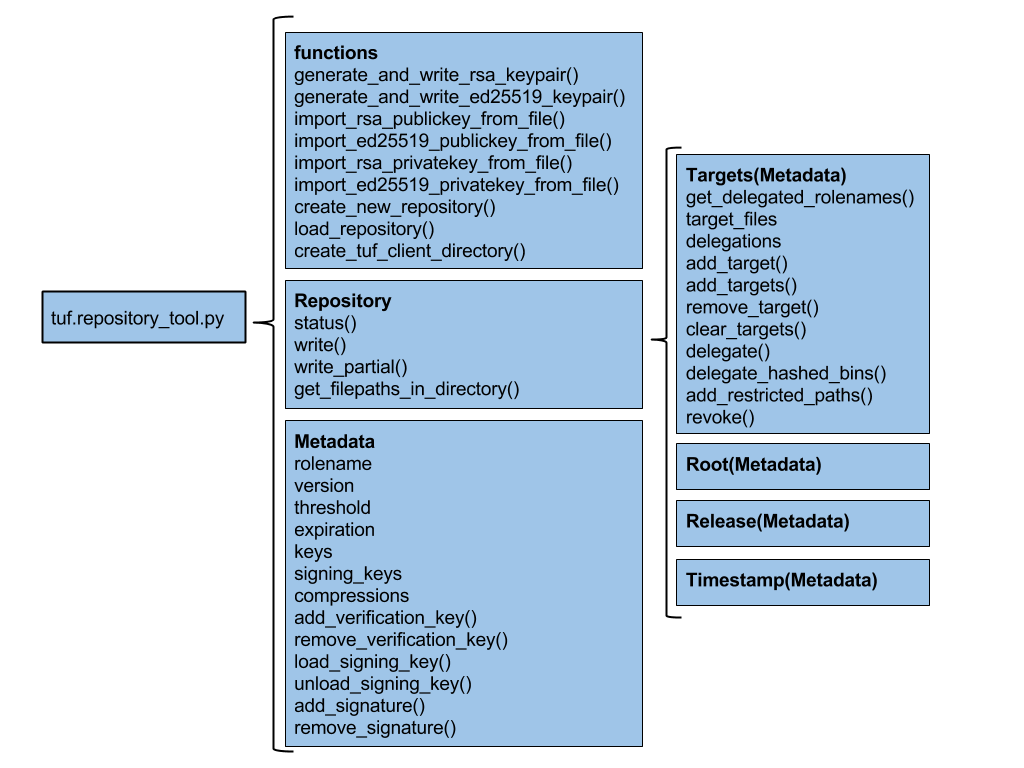 tuf.repository_tool.py
functions
generate_and_write_rsa_keypair()
generate_and_write_ed25519_keypair()
import_rsa_publickey_from_file()
import_ed25519_publickey_from_file()
import_rsa_privatekey_from_file()
import_ed25519_privatekey_from_file()
create_new_repository()
load_repository()
create_tuf_client_directory()
Repository
status()
write()
write_partial()
get_filepaths_in_directory()
Metadata
rolename
version
threshold
expiration
keys
signing_keys
compressions
add_verification_key()
remove_verification_key()
load_signing_key()
unload_signing_key()
add_signature()
remove_signature()
Targets(Metadata)
get_delegated_rolenames()
target_files
delegations
add_target()
add_targets()
remove_target()
clear_targets()
delegate()
delegate_hashed_bins()
add_restricted_paths()
revoke()
Root(Metadata)
Release(Metadata)
Timestamp(Metadata)